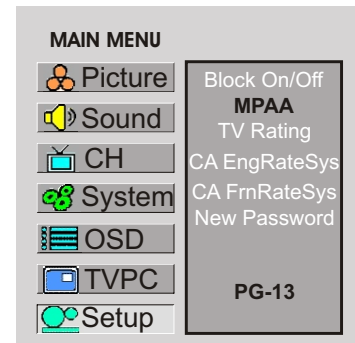 MAIN MENU
Picture
Sound
CH
System
OSD
TVPC
Setup
Block On/Off
MPAA
TV Rating
CA EngRateSys
CA FrnRateSys
New Password
PG-13